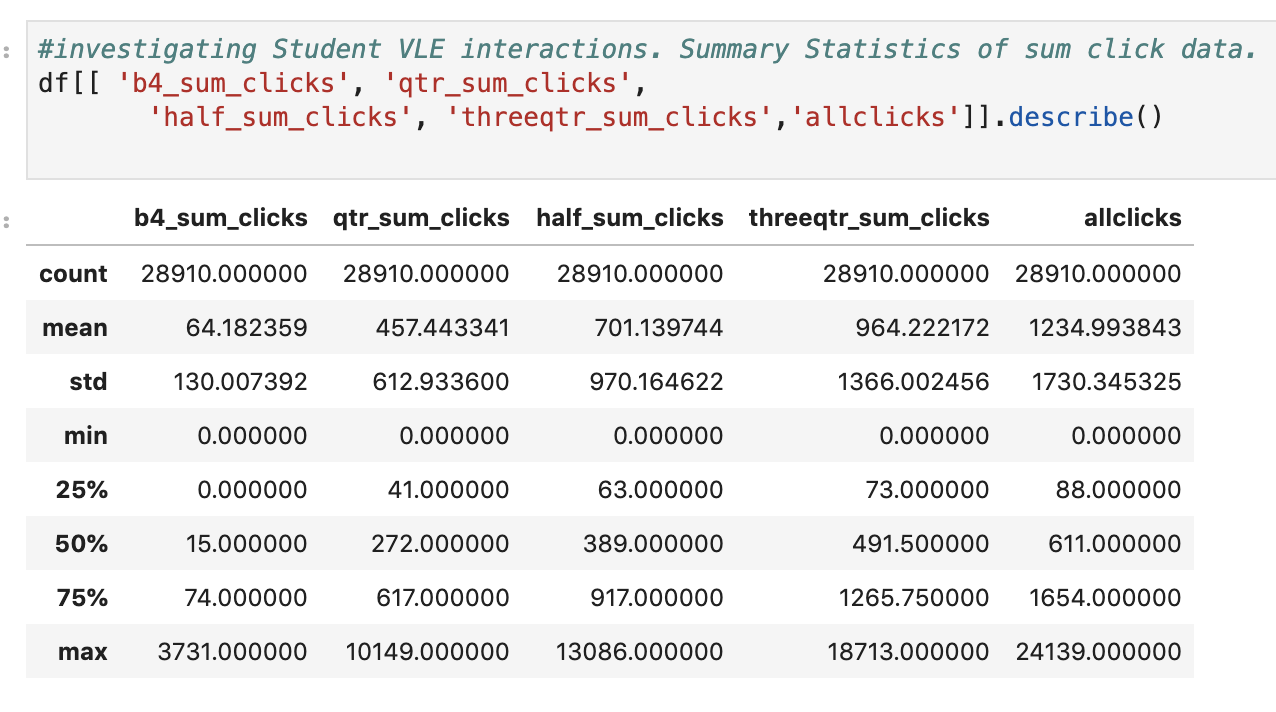 #investigating Student VLE interactions. Summary Statistics of sum click data.
df[[ 'b4_sum_clicks', 'qtr_sum_clicks',
'half_sum_clicks', 'threeqtr_sum_clicks','allclicks']].describe()
b4_sum_clicks qtr_sum_clicks half_sum_clicks threeqtr_sum_clicks allclicks
count 28910.000000 28910.000000 28910.000000 28910.000000 28910.000000
mean 64.182359 457.443341 701.139744 964.222172 1234.993843
std 130.007392 612.933600 970.164622 1366.002456 1730.345325
min 0.000000 0.000000 0.000000 0.000000 0.000000
25% 0.000000 41.000000 63.000000 73.000000 88.000000
50% 15.000000 272.000000 389.000000 491.500000 611.000000
75% 74.000000 617.000000 917.000000 1265.750000 1654.000000
max 3731.000000 10149.000000 13086.000000 18713.000000 24139.000000